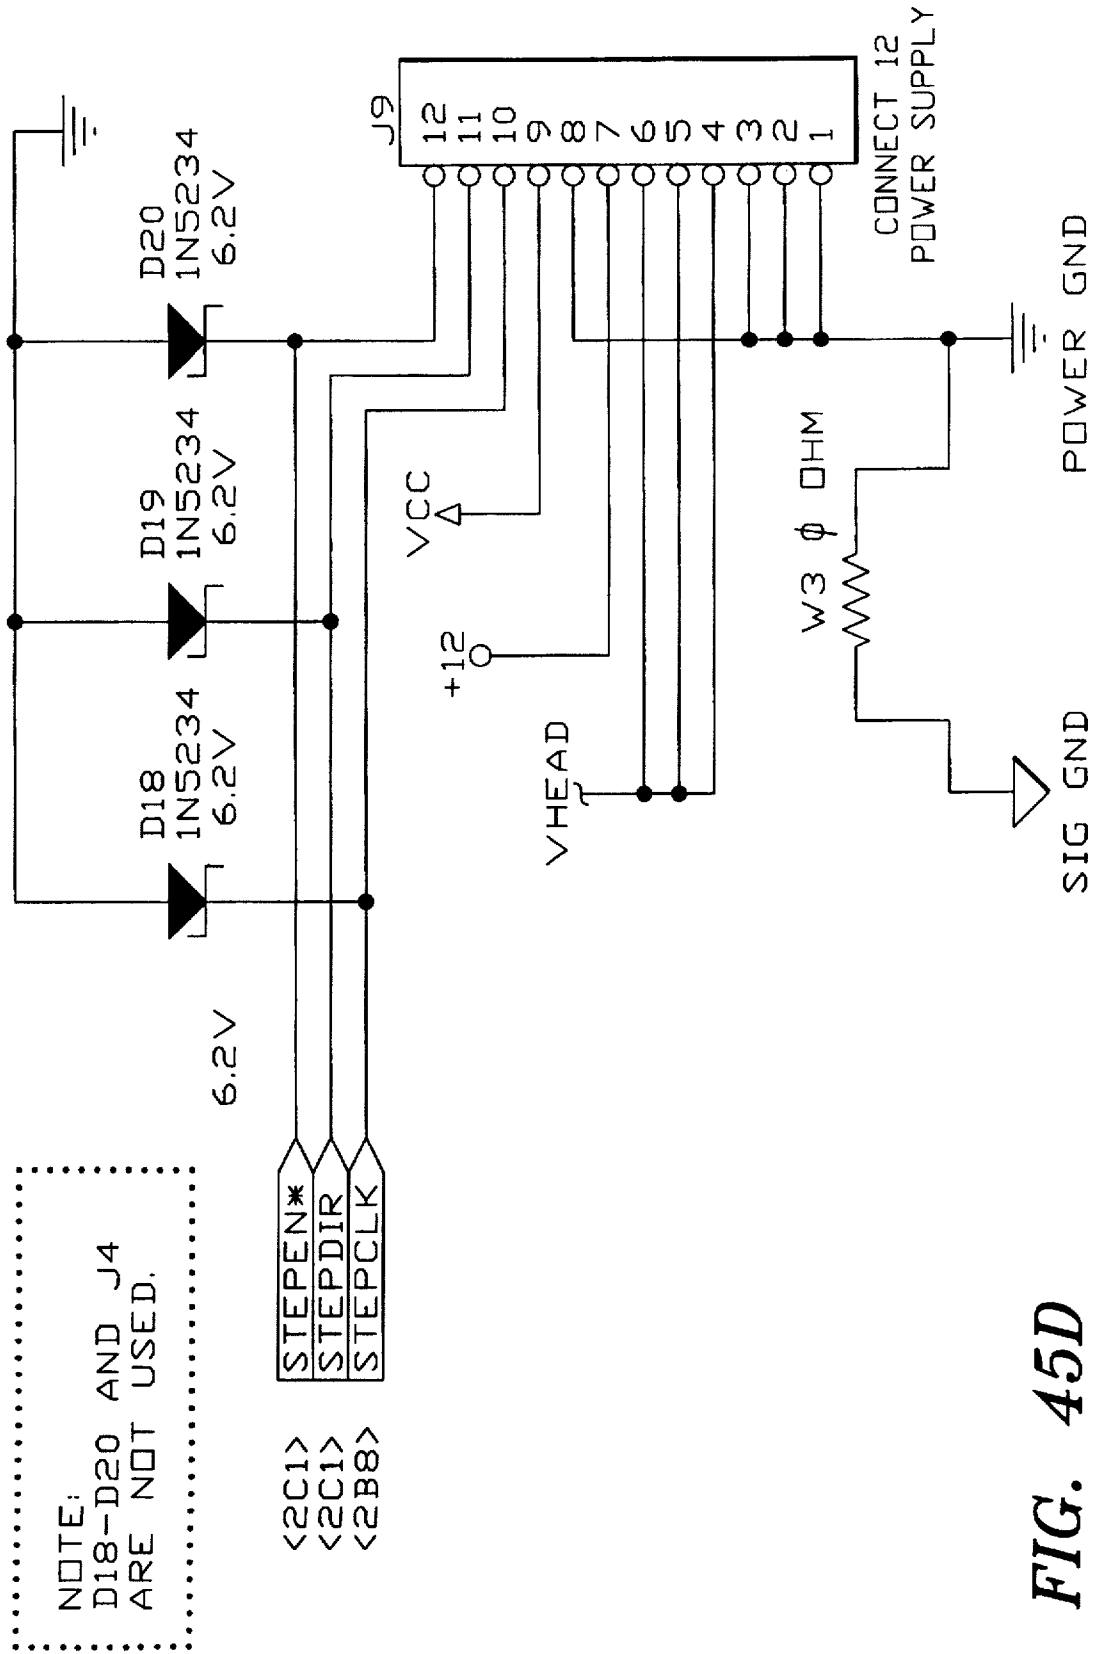 NOTE:
D18-D20 AND J4
ARE NOT USED.
6.2V
D18
1N5234
6.2V
D19
1N5234
6.2V
D20
1N5234
6.2V
<2C1> STEPEN*
<2C1> STEPDIR
<2B8> STEPCLK
VCC
+12
VHEAD
J9
12
11
10
9
8
7
6
5
4
3
2
1
CONNECT 12
POWER SUPPLY
W3 ϕ OHM
SIG GND
POWER GND
FIG. 45D